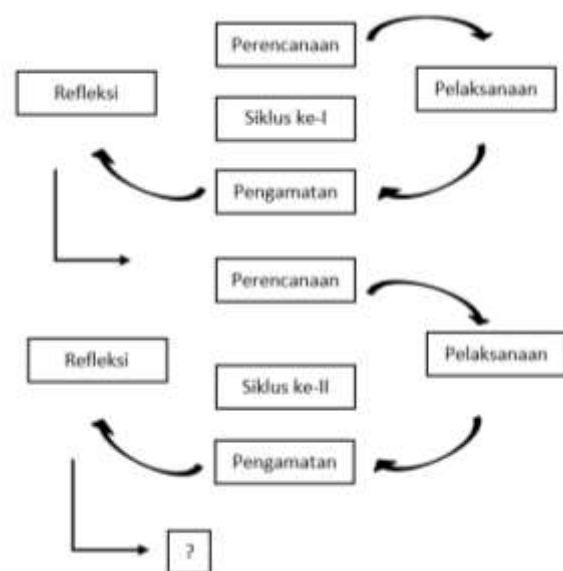 Perencanaan
Refleksi
Pelaksanaan
Siklus ke-I
Pengamatan
Perencanaan
Refleksi
Pelaksanaan
Siklus ke-II
Pengamatan
?